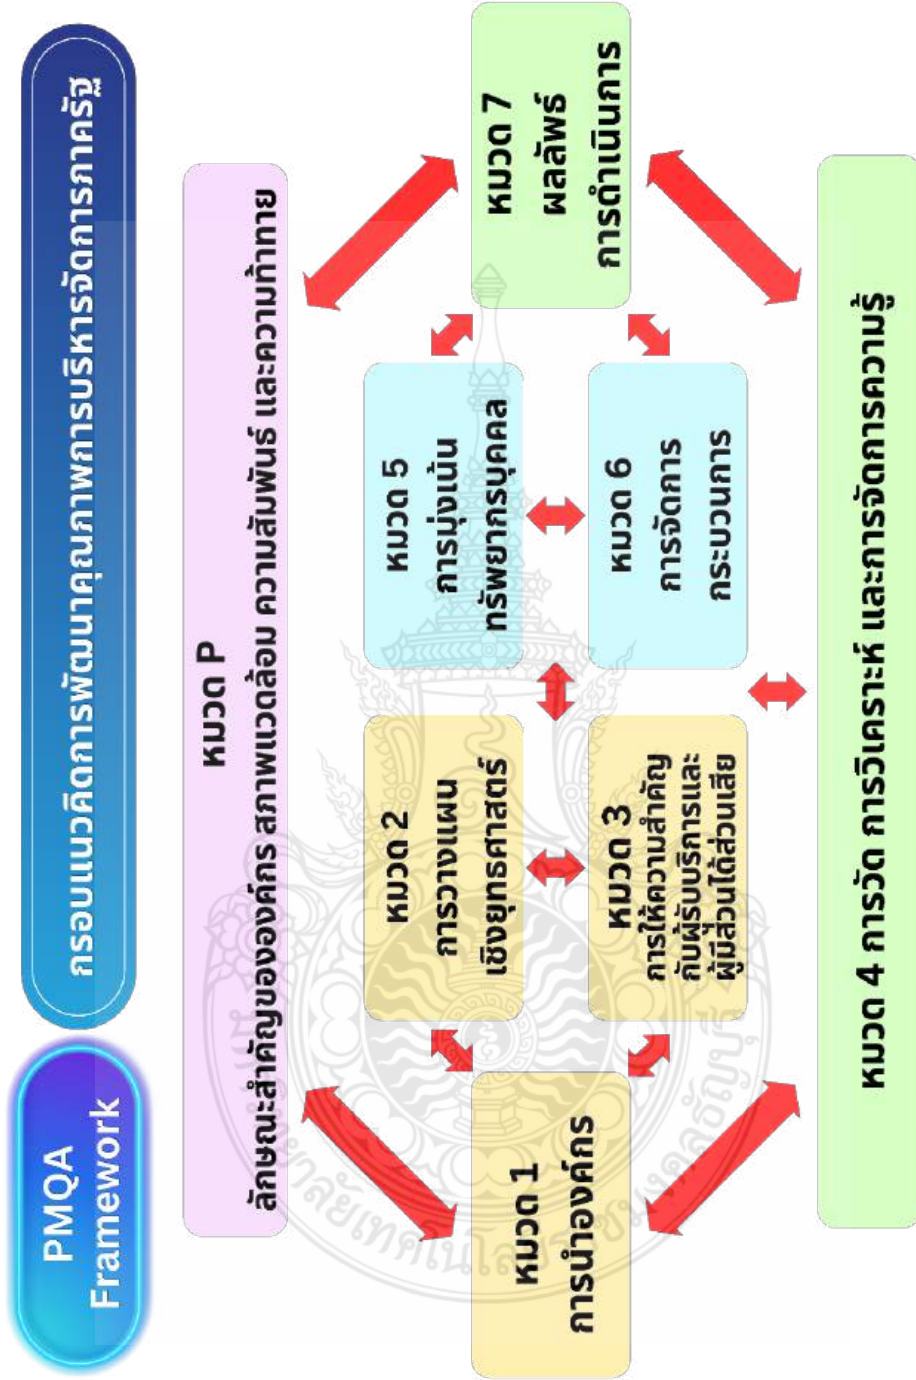 PMQA
Framework
กรอบแนวคิดการพัฒนาคุณภาพการบริหารจัดการภาครัฐ
หมวด P
ลักษณะสำคัญขององค์กร สภาพแวดล้อม ความสัมพันธ์ และความท้าทาย
หมวด 1
การนำองค์กร
หมวด 2
การวางแผน
เชิงยุทธศาสตร์
หมวด 3
การให้ความสำคัญ
กับผู้รับบริการและ
ผู้มีส่วนได้ส่วนเสีย
หมวด 5
การมุ่งเน้น
ทรัพยากรบุคคล
หมวด 6
การจัดการ
กระบวนการ
หมวด 7
ผลลัพธ์
การดำเนินการ
หมวด 4 การวัด การวิเคราะห์ และการจัดการความรู้